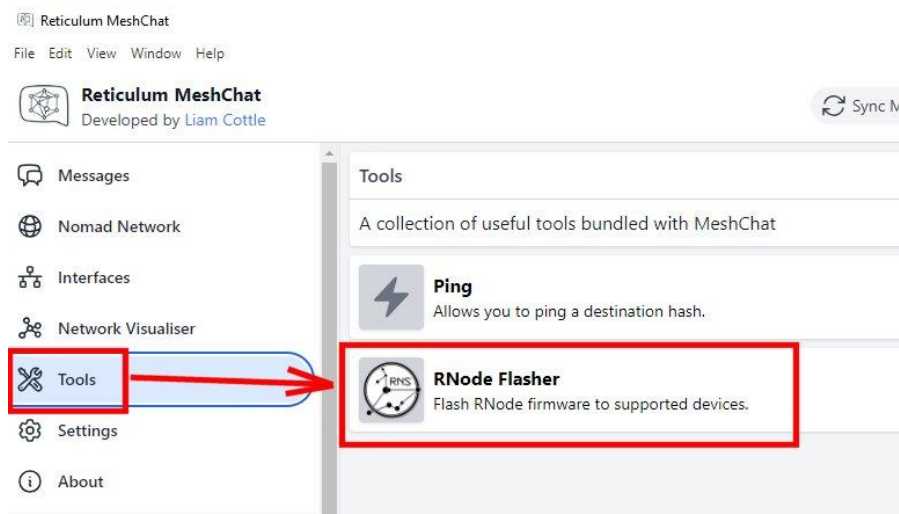 Reticulum MeshChat
File Edit View Window Help
Reticulum MeshChat
Developed by Liam Cottle
Sync M
Messages
Nomad Network
Interfaces
Network Visualiser
Tools
Settings
About
Tools
A collection of useful tools bundled with MeshChat
Ping
Allows you to ping a destination hash.
RNS
RNode Flasher
Flash RNode firmware to supported devices.